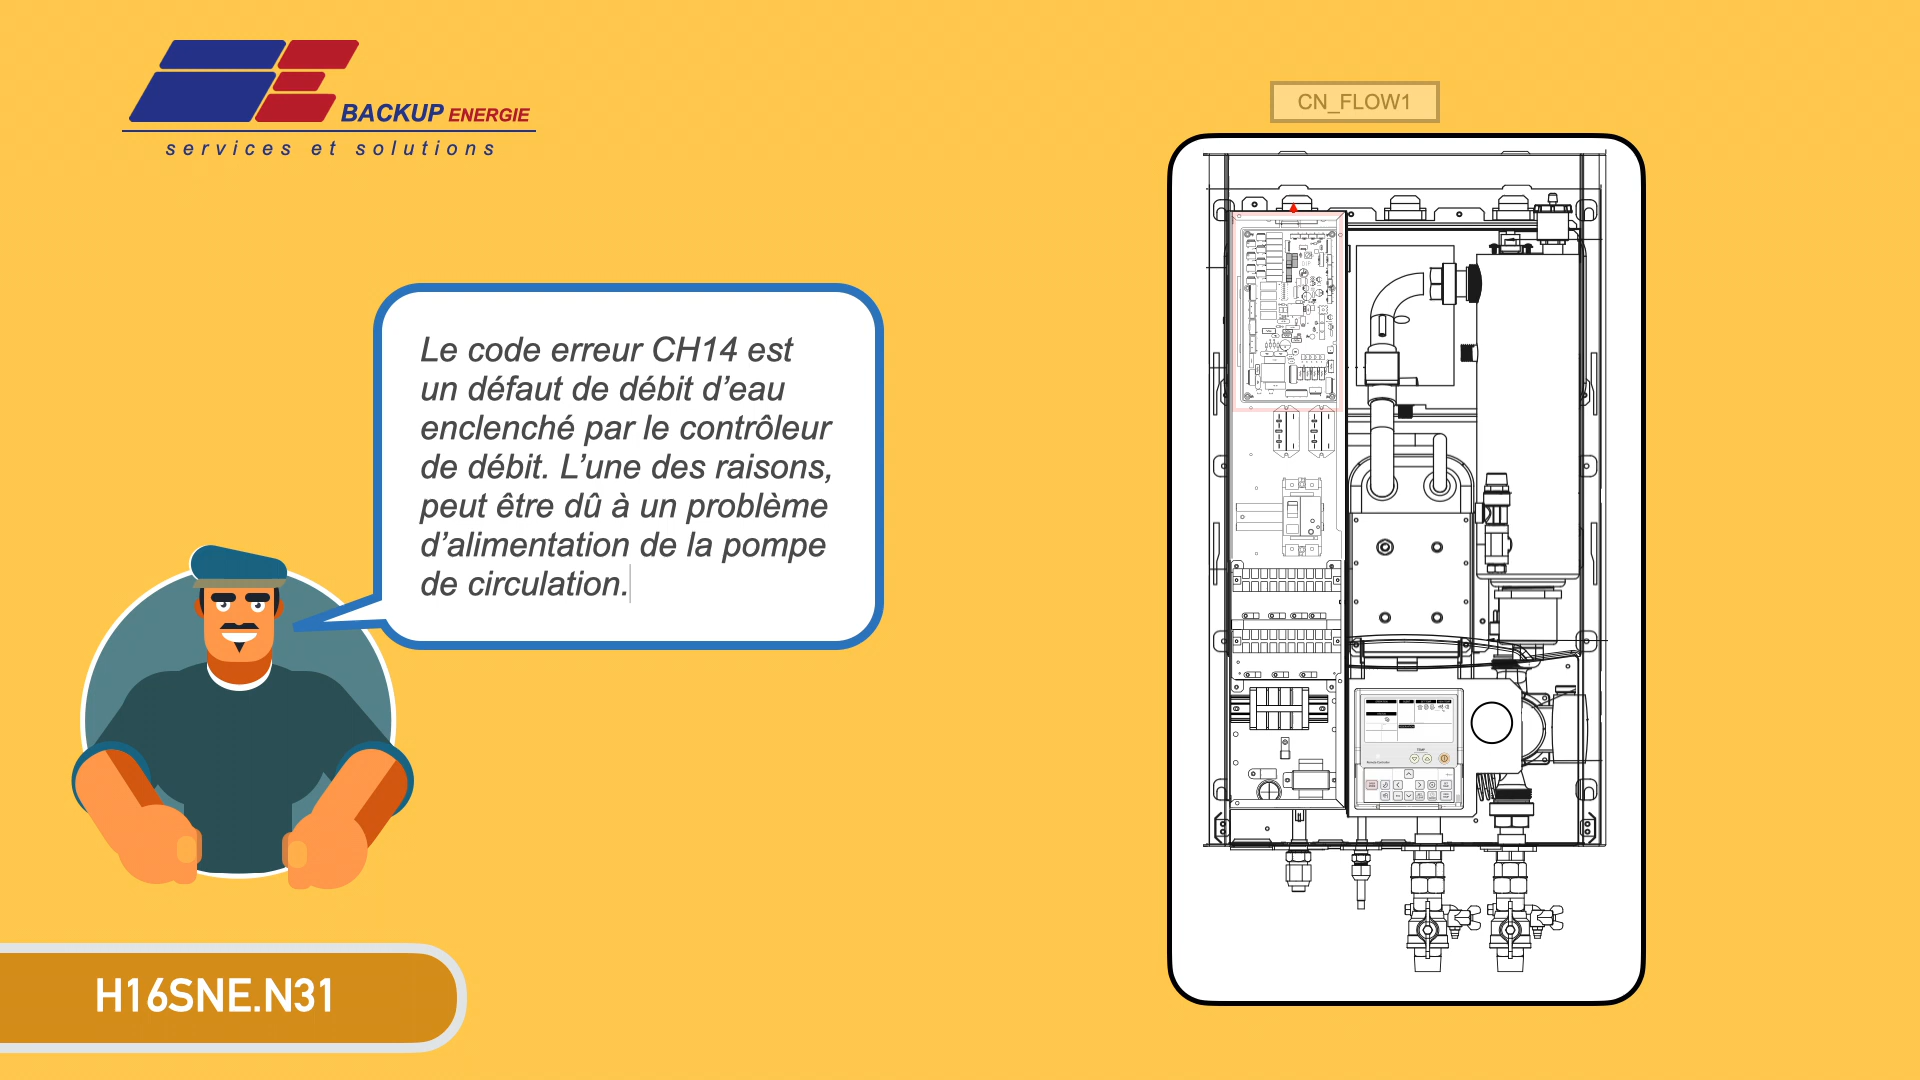 BACKUP ENERGIE
services et solutions
CN_FLOW1
Le code erreur CH14 est
un défaut de débit d’eau
enclenché par le contrôleur
de débit. L’une des raisons,
peut être dû à un problème
d’alimentation de la pompe
de circulation.
H16SNE.N31